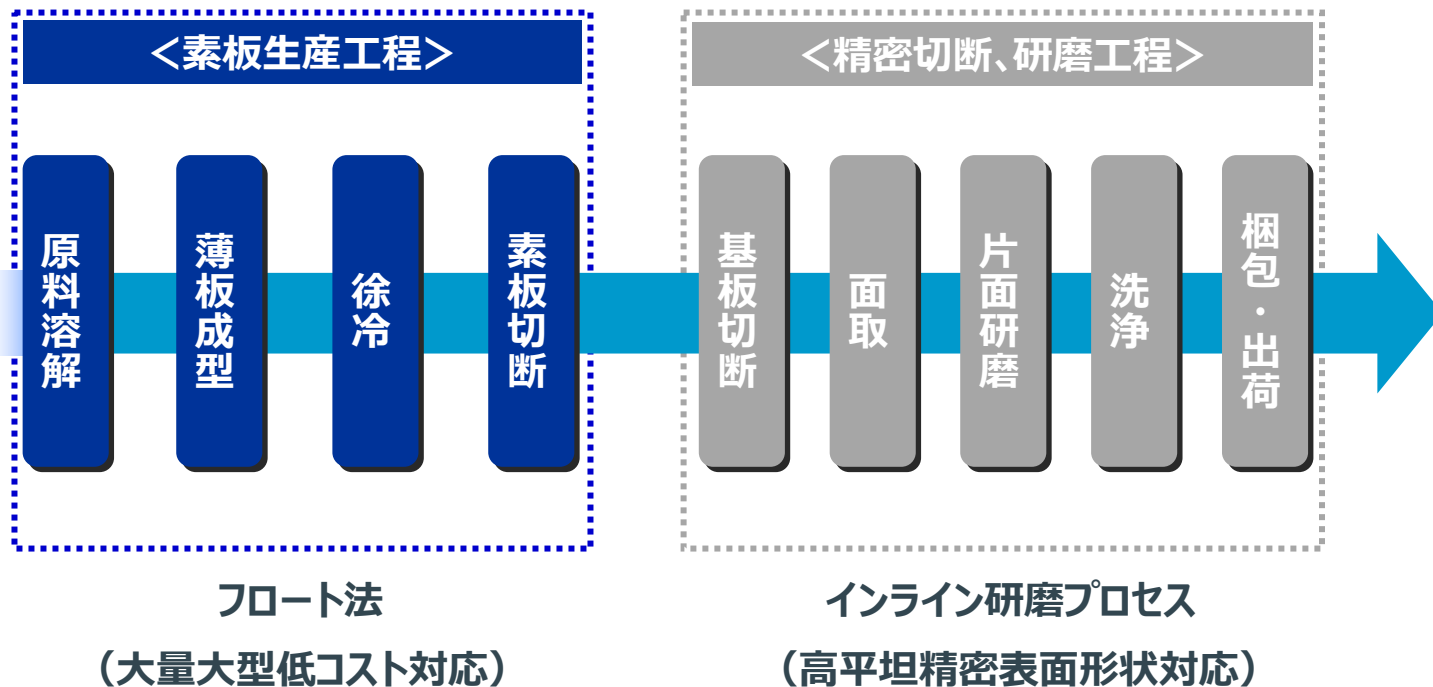 ＜素板生産工程＞
原料溶解
薄板成型
徐冷
素板切断
フロート法
（大量大型低コスト対応）
＜精密切断、研磨工程＞
基板切断
面取
片面研磨
洗浄
梱包・出荷
インライン研磨プロセス
（高平坦精密表面形状対応）